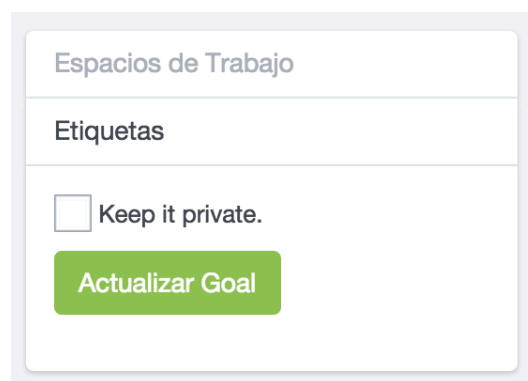 Espacios de Trabajo
Etiquetas
Keep it private.
Actualizar Goal